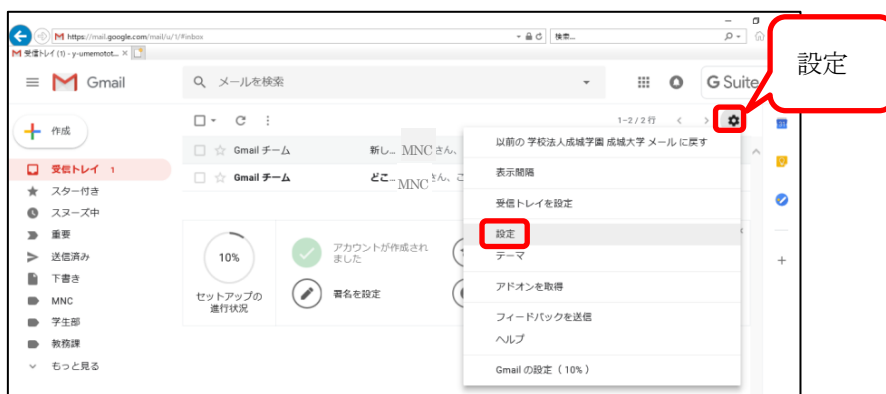 https://mail.google.com/mail/u/1/#inbox
検索...
受信トレイ (1) - y-umemotot... ×
設定
Gmail
メールを検索
G Suite
作成
1-2 / 2 行
以前の 学校法人成城学園 成城大学 メール に戻す
Gmail チーム
新し... MNC さん、
表示間隔
受信トレイ 1
Gmail チーム
どこ... MNC さん、こ
スター付き
受信トレイを設定
スヌーズ中
重要
設定
送信済み
10%
アカウントが作成され
ました
テーマ
下書き
アドオンを取得
MNC
セットアップの
進行状況
署名を設定
学生部
フィードバックを送信
教務課
ヘルプ
もっと見る
Gmail の設定 ( 10% )